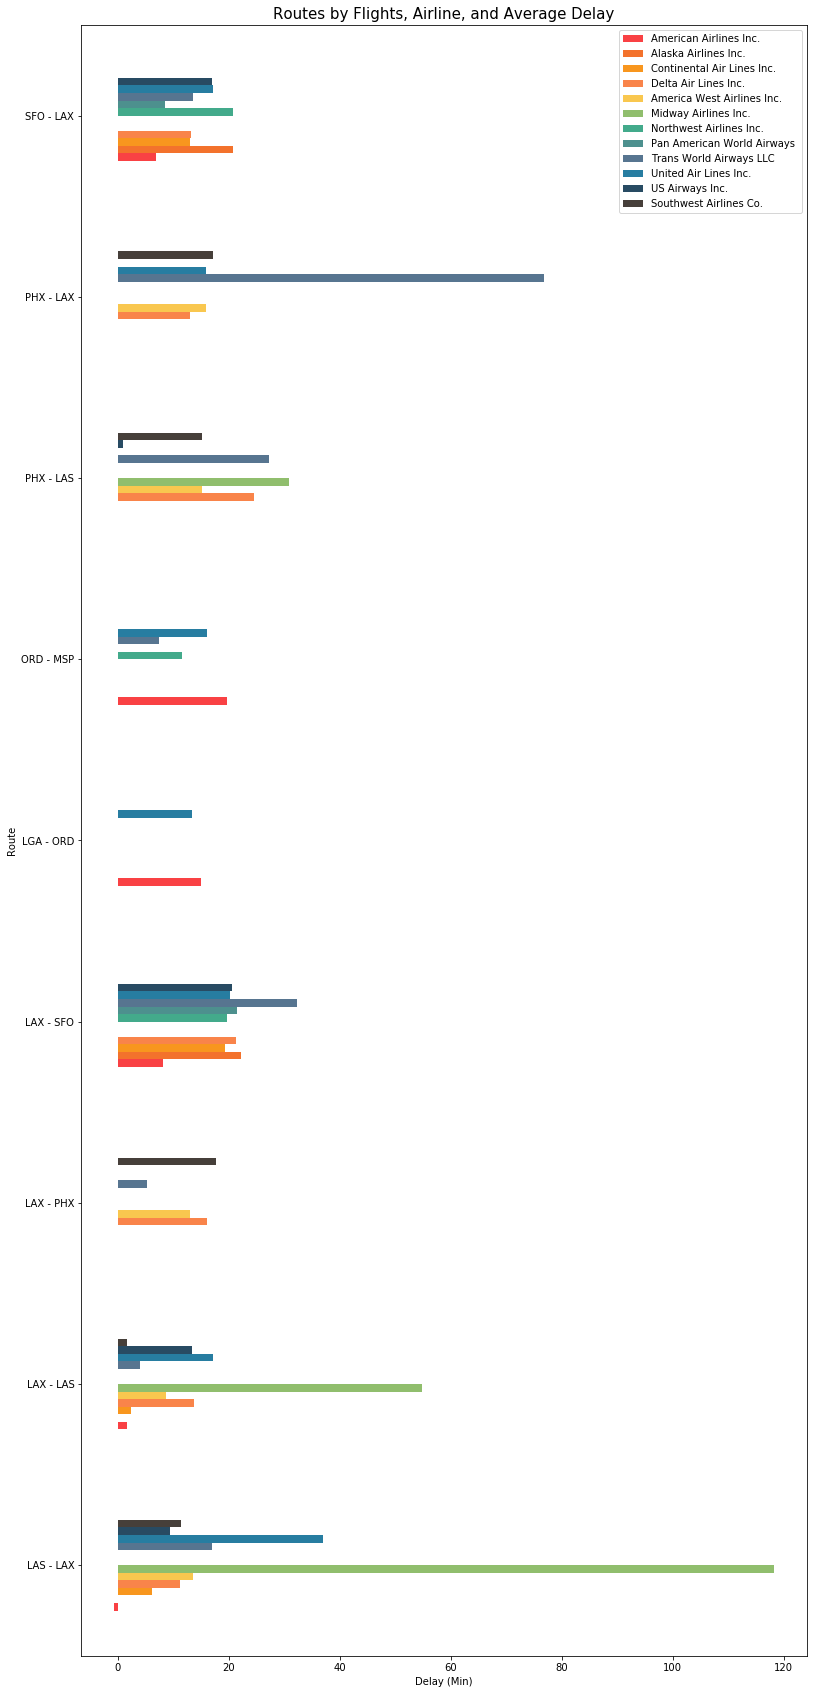 Routes by Flights, Airline, and Average Delay
American Airlines Inc.
Alaska Airlines Inc.
Continental Air Lines Inc.
Delta Air Lines Inc.
America West Airlines Inc.
Midway Airlines Inc.
Northwest Airlines Inc.
Pan American World Airways
Trans World Airways LLC
United Air Lines Inc.
US Airways Inc.
Southwest Airlines Co.
SFO - LAX
PHX - LAX
PHX - LAS
ORD - MSP
LGA - ORD
LAX - SFO
LAX - PHX
LAX - LAS
LAS - LAX
Route
0 20 40 60 80 100 120
Delay (Min)